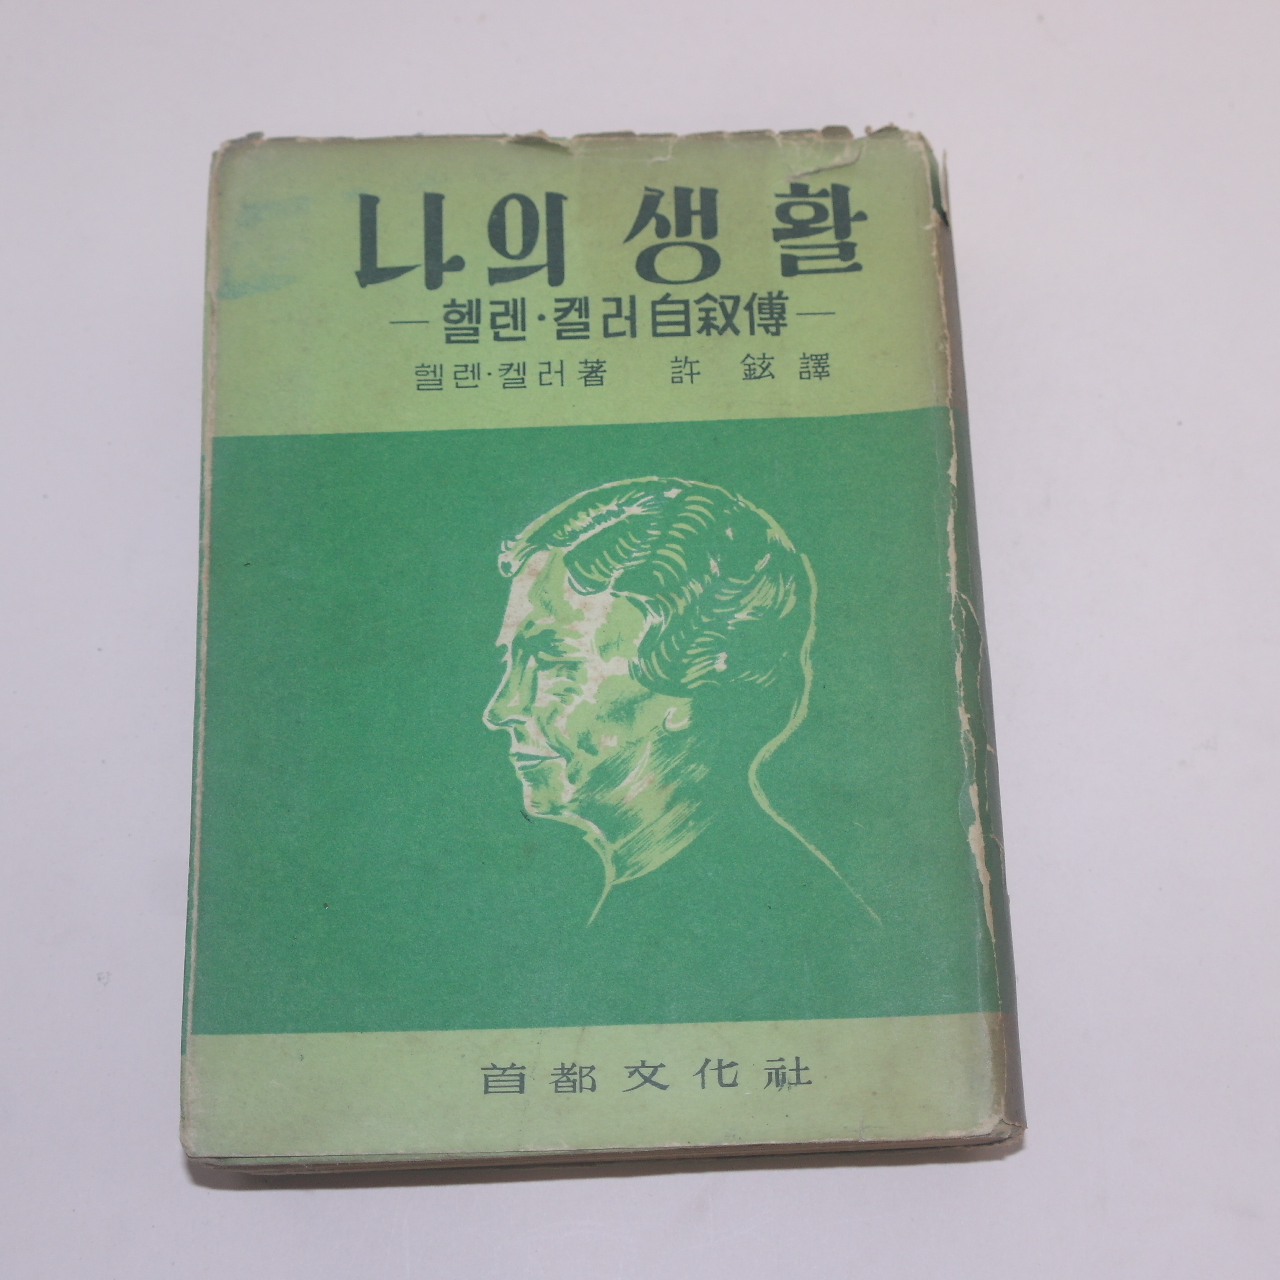 나의 생활
—헬렌·켈러自叙傳—
헬렌·켈러著 許鉉譯
首都文化社